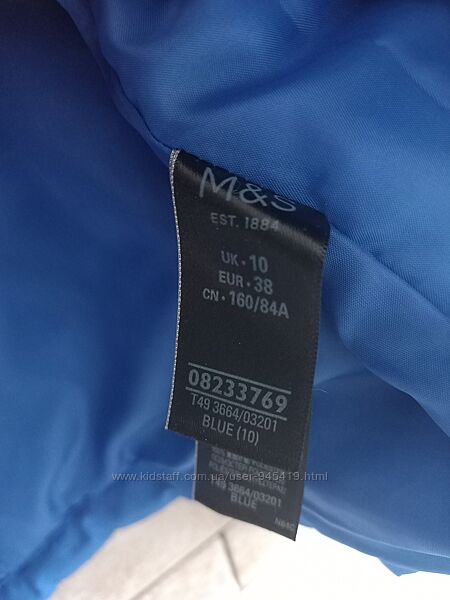 M&S
EST. 1884
UK • 10
EUR • 38
CN • 160/84A
08233769
T49 3664/03201
BLUE (10)
www.kidstaff.com.ua/user-945419.html
T49 3664/03201
BLUE